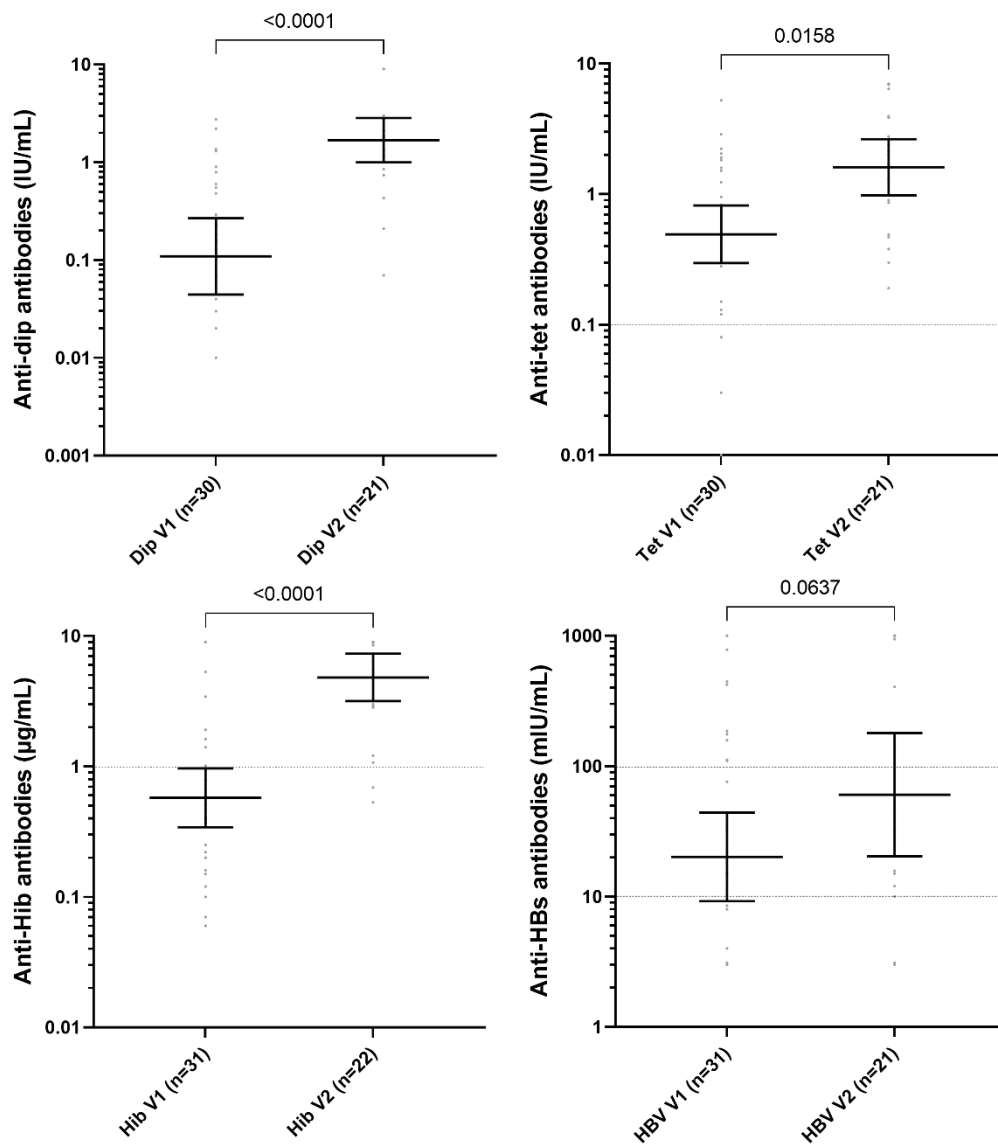 <0.0001
Anti-dip antibodies (IU/mL)
10
1
0.1
0.01
0.001
Dip V1 (n=30)
Dip V2 (n=21)
0.0158
Anti-tet antibodies (IU/mL)
10
1
0.1
0.01
Tet V1 (n=30)
Tet V2 (n=21)
<0.0001
Anti-Hib antibodies (µg/mL)
10
1
0.1
0.01
Hib V1 (n=31)
Hib V2 (n=22)
0.0637
Anti-HBs antibodies (mIU/mL)
1000
100
10
1
HBV V1 (n=31)
HBV V2 (n=21)